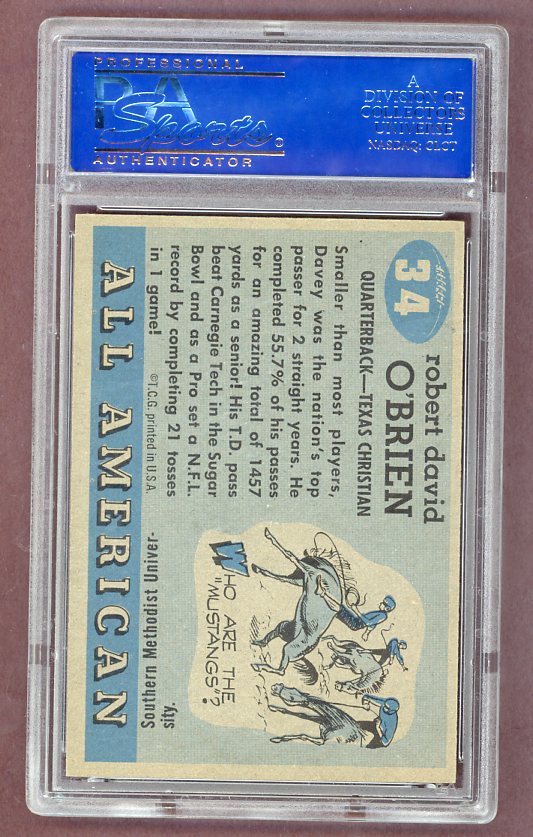 PROFESSIONAL
PSA
Sports
AUTHENTICATOR
A
DIVISION OF
COLLECTORS
UNIVERSE
NASDAQ: CLCT
34
robert david
O'BRIEN
QUARTERBACK—TEXAS CHRISTIAN
Smaller than most players,
Davey was the nation's top
passer for 2 straight years. He
completed 55.7% of his passes
for an amazing total of 1457
yards as a senior! His T.D. pass
beat Carnegie Tech in the Sugar
Bowl and as a Pro set a N.F.L.
record by completing 21 tosses
in 1 game!
©T.C.G. printed in U.S.A.
WHO ARE THE
"MUSTANGS"?
Southern Methodist Univer-
sity.
ALL AMERICAN